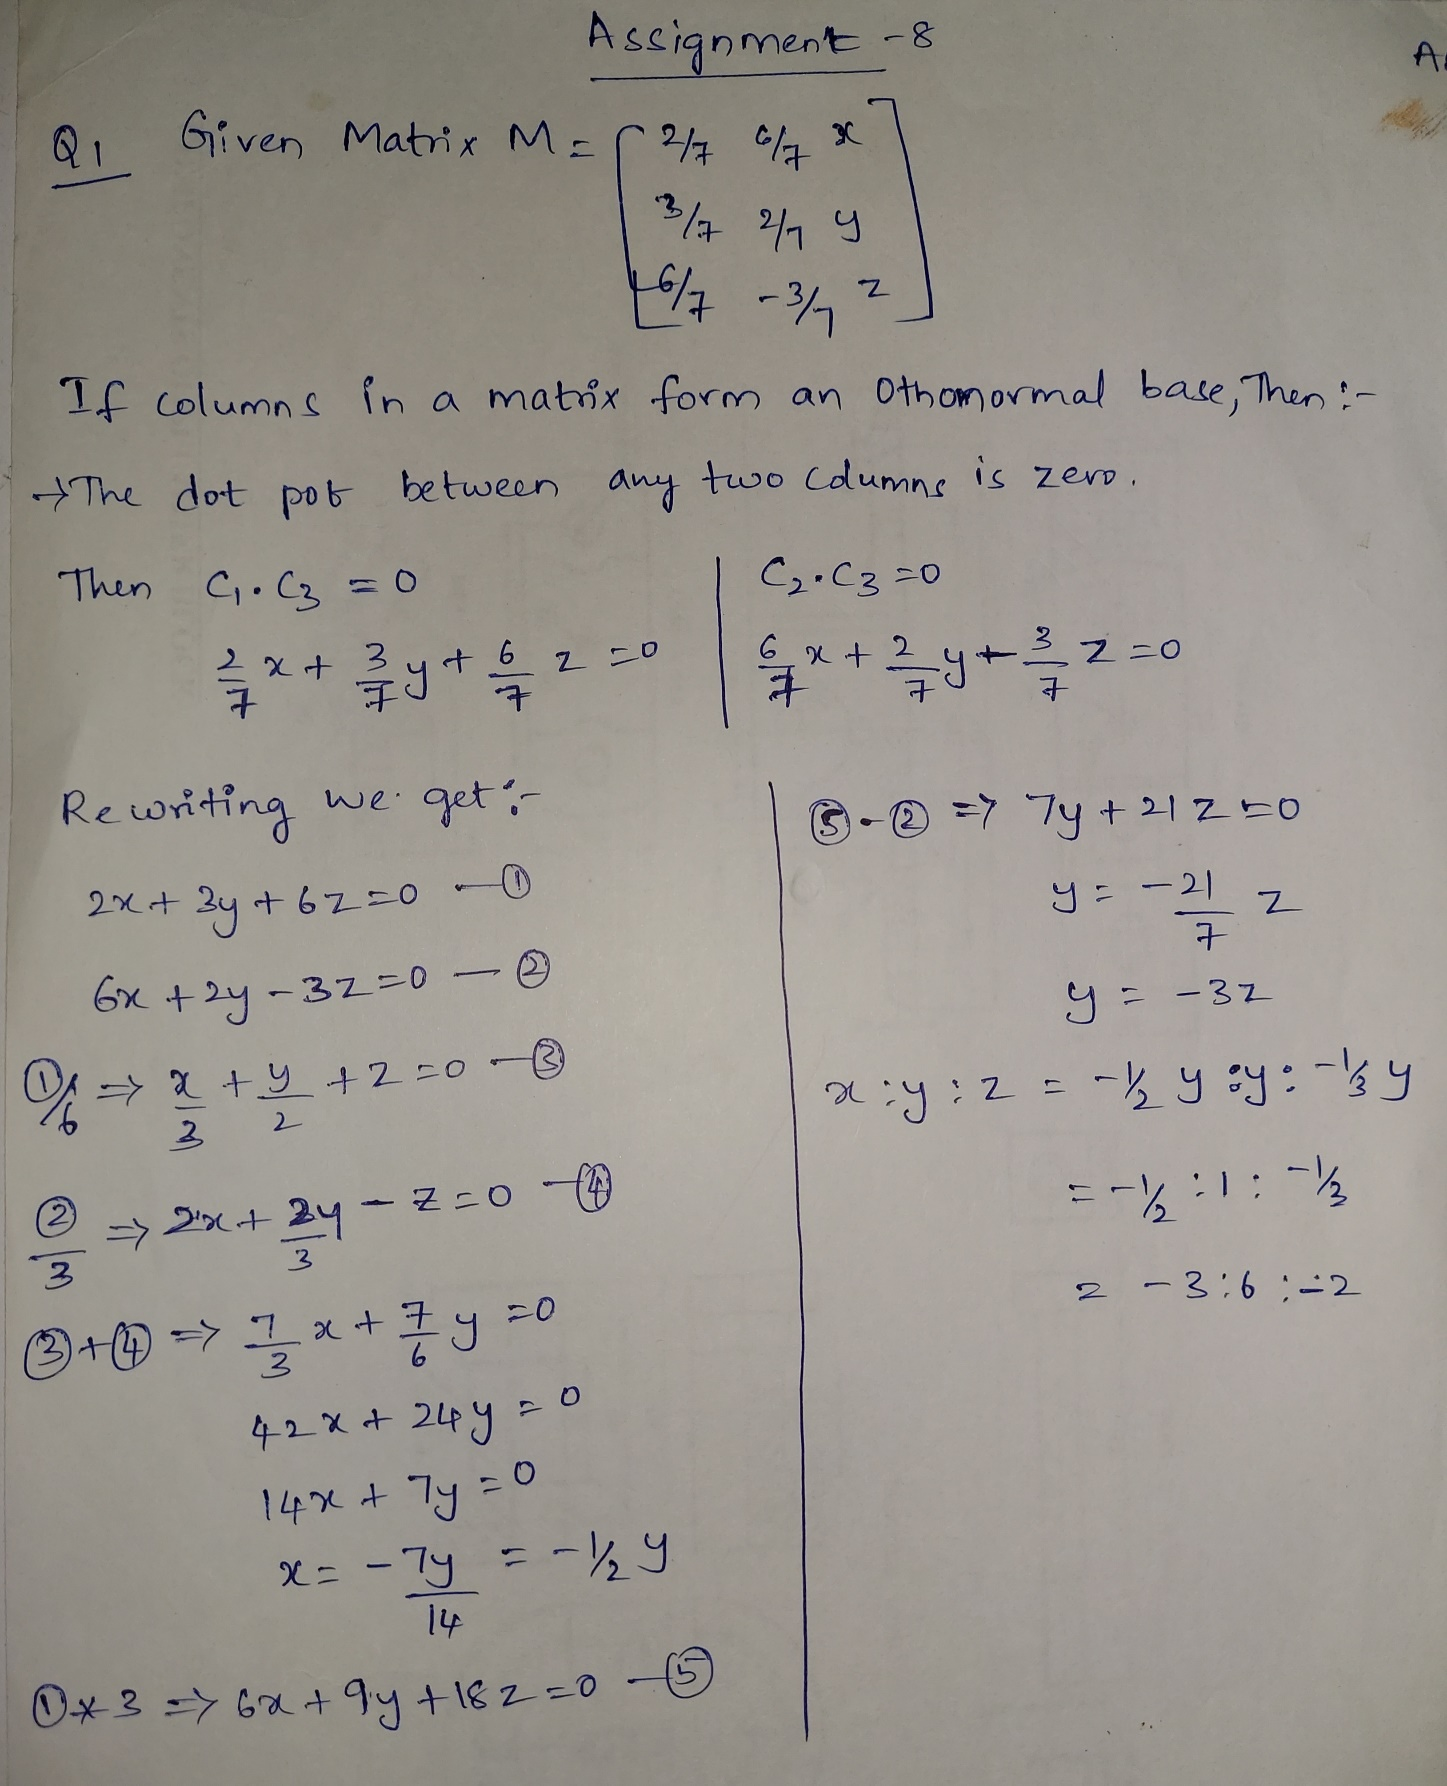 Assignment -8
A
Q1 Given Matrix M = [ 2/7 6/7 x
3/7 2/7 y
6/7 -3/7 z ]
If columns in a matrix form an Othonormal base, Then :-
→ The dot pot between any two columns is zero.
Then C1 . C3 = 0
2/7 x + 3/7 y + 6/7 z = 0
C2 . C3 = 0
6/7 x + 2/7 y - 3/7 z = 0
Rewriting we get :-
2x + 3y + 6z = 0 — ①
6x + 2y - 3z = 0 — ②
①/6 ⇒ x/3 + y/2 + z = 0 — ③
②/3 ⇒ 2x + 2y/3 - z = 0 — ④
③ + ④ ⇒ 7/3 x + 7/6 y = 0
42x + 24y = 0
14x + 7y = 0
x = -7y/14 = -1/2 y
① * 3 ⇒ 6x + 9y + 18z = 0 — ⑤
⑤ - ② ⇒ 7y + 21z = 0
y = -21/7 z
y = -3z
x : y : z = -1/2 y : y : -1/3 y
= -1/2 : 1 : -1/3
= -3 : 6 : -2